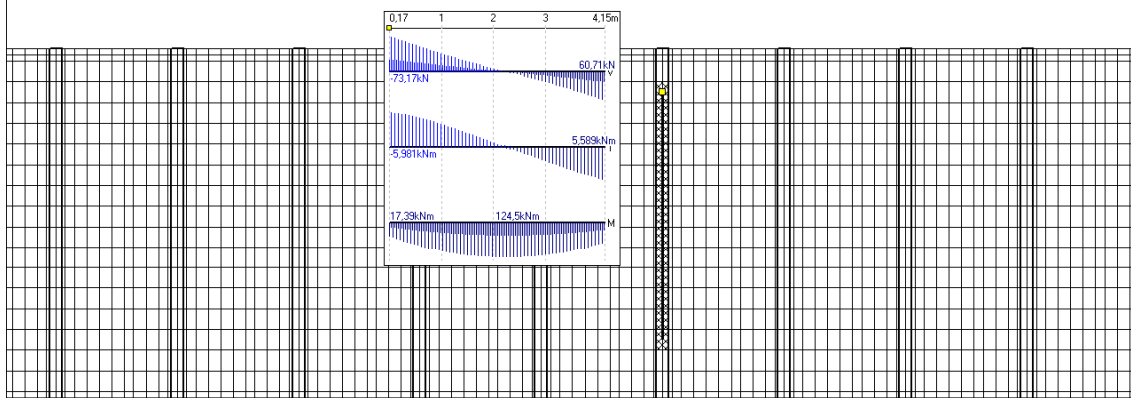 0,17 1 2 3 4,15m
60,71kN
V
-73,17kN
5,589kNm
T
-5,981kNm
17,39kNm 124,5kNm M